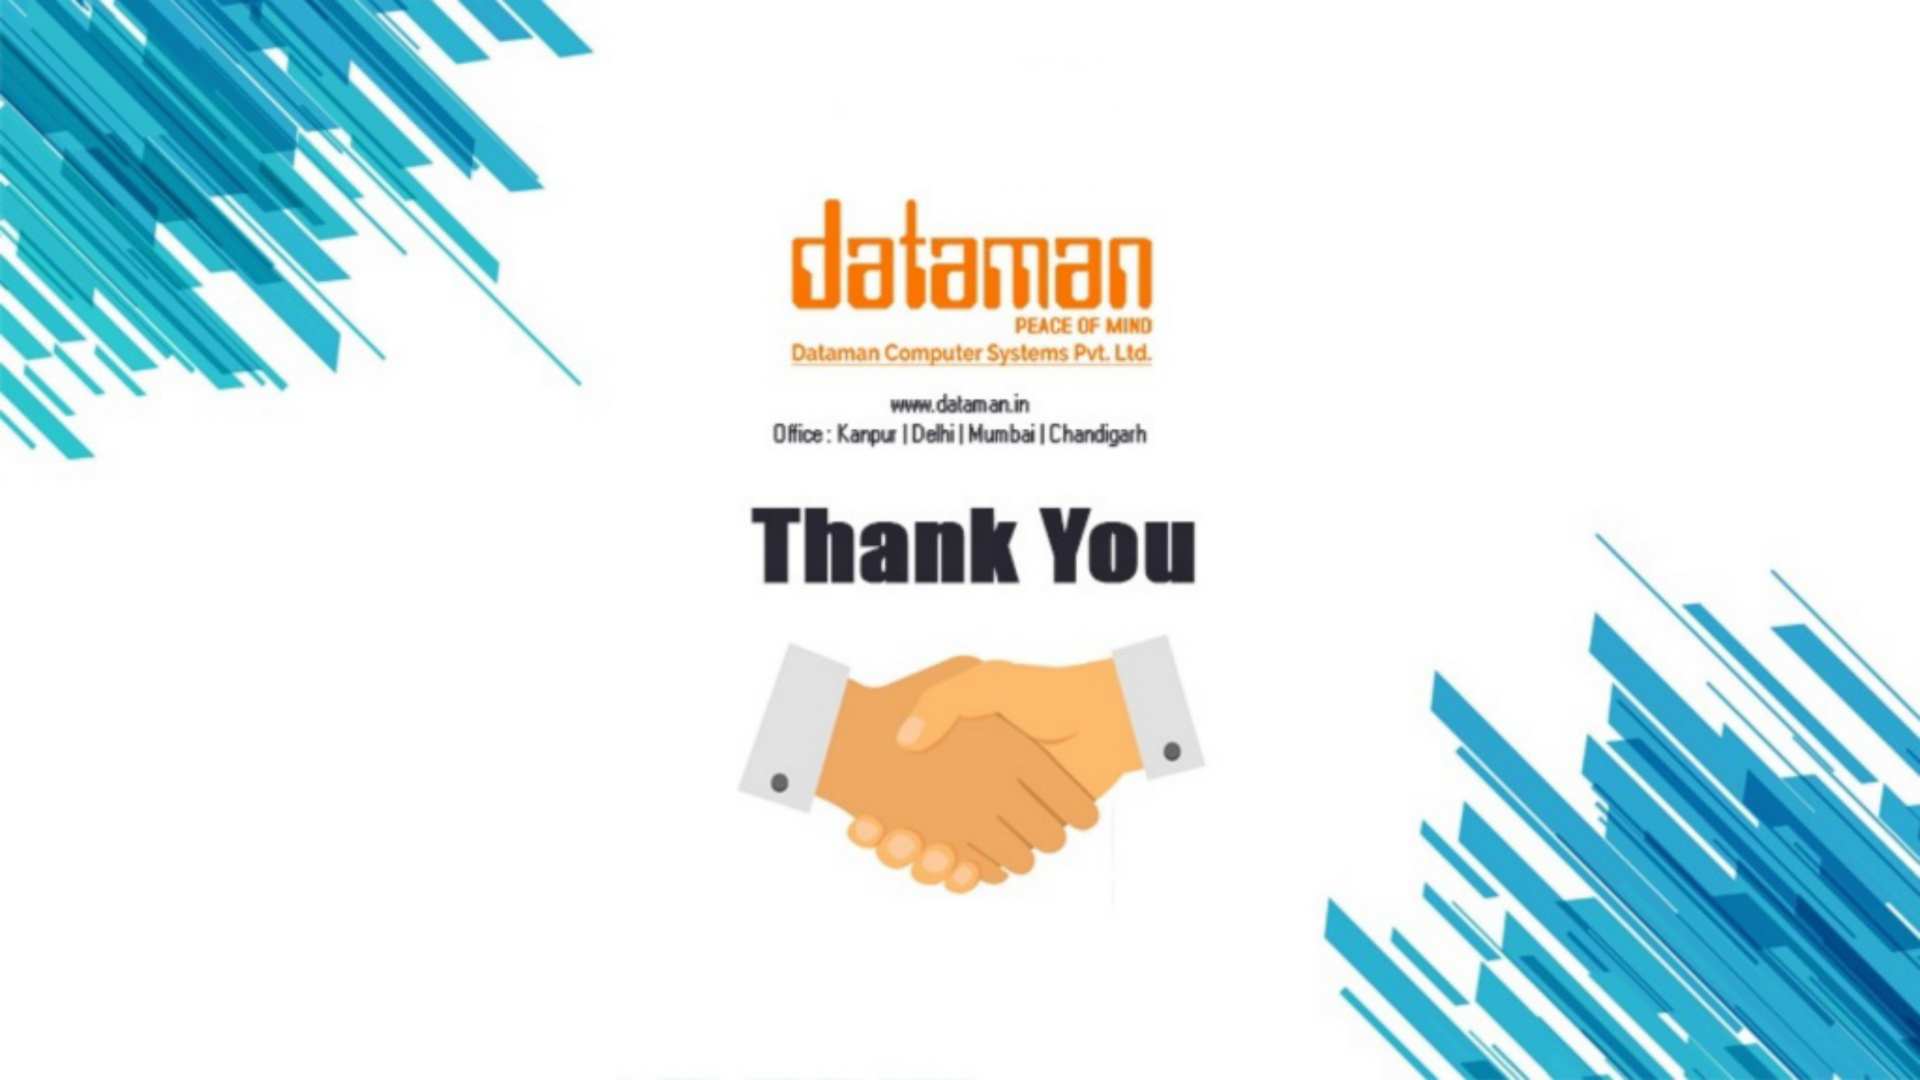 dataman
PEACE OF MIND
Dataman Computer Systems Pvt. Ltd.
www.dataman.in
Office : Kanpur | Delhi | Mumbai | Chandigarh
Thank You